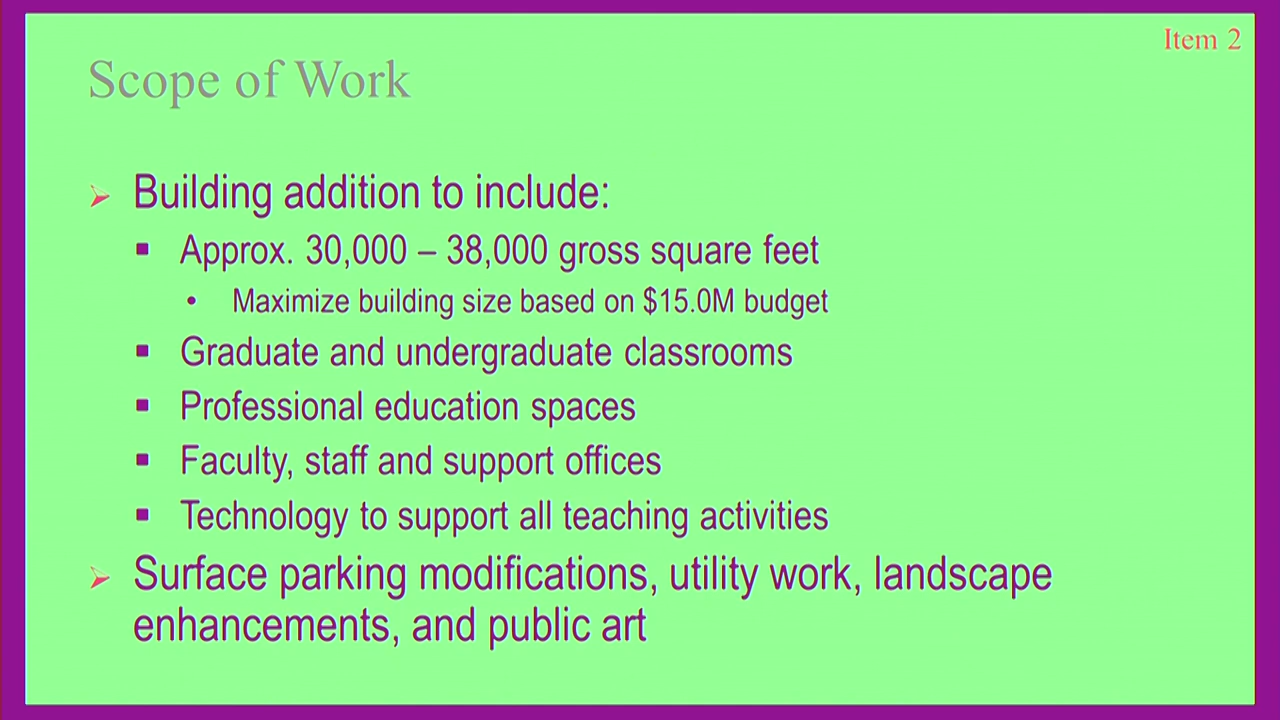 Item 2
Scope of Work
Building addition to include:
Approx. 30,000 – 38,000 gross square feet
Maximize building size based on $15.0M budget
Graduate and undergraduate classrooms
Professional education spaces
Faculty, staff and support offices
Technology to support all teaching activities
Surface parking modifications, utility work, landscape
enhancements, and public art